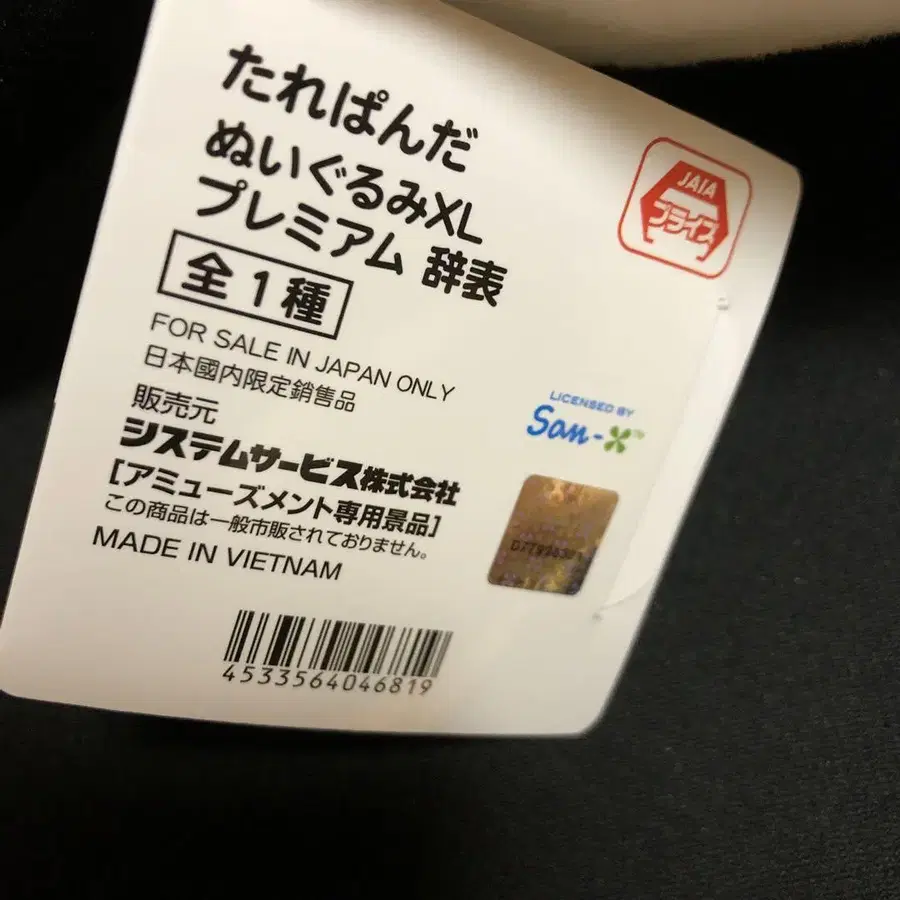 たれぱんだ
ぬいぐるみXL
プレミアム 辞表
全1種
FOR SALE IN JAPAN ONLY
日本國内限定銷售品
販売元
システムサービス株式会社
[アミューズメント専用景品]
この商品は一般市販されておりません。
MADE IN VIETNAM
4533564046819
JAIA
プライズ
LICENSED BY
San-X